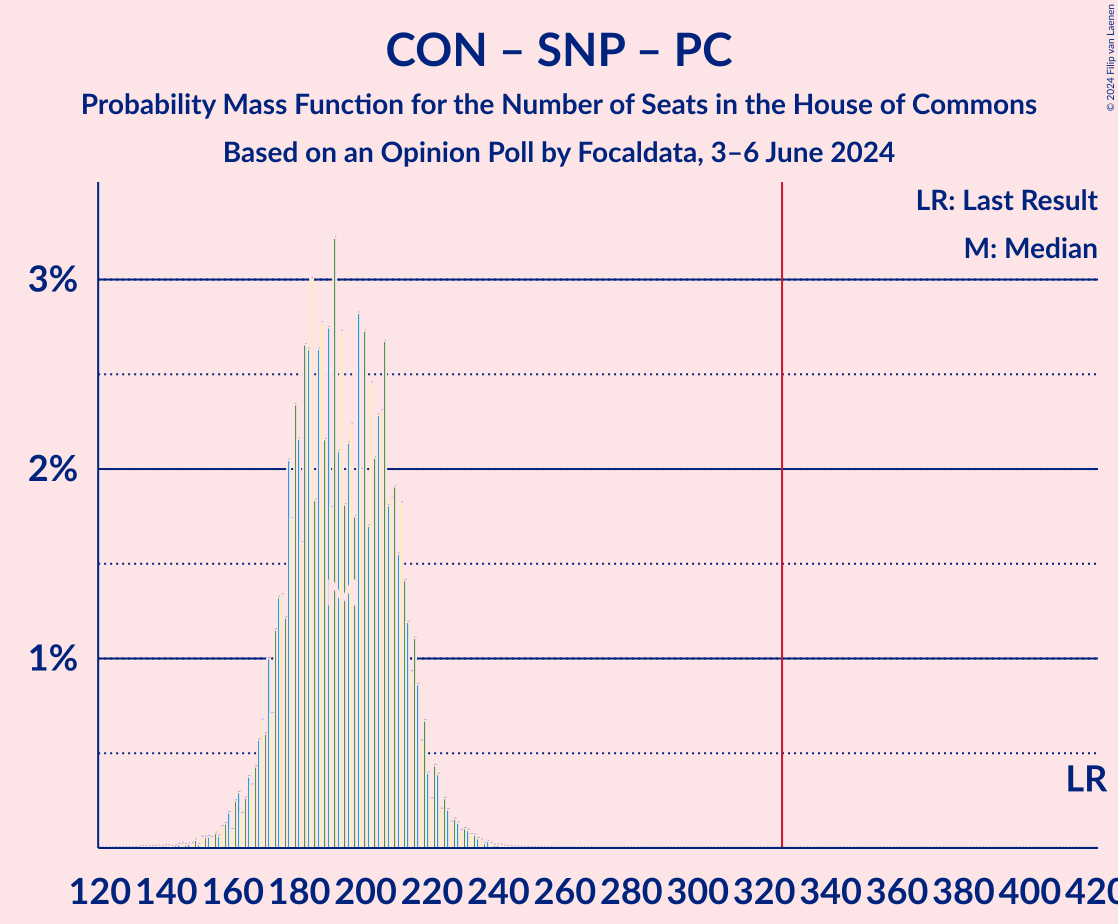 CON – SNP – PC
Probability Mass Function for the Number of Seats in the House of Commons
Based on an Opinion Poll by Focaldata, 3–6 June 2024
© 2024 Filip van Laenen
LR: Last Result
M: Median
3%
2%
1%
LR
120 140 160 180 200 220 240 260 280 300 320 340 360 380 400 420